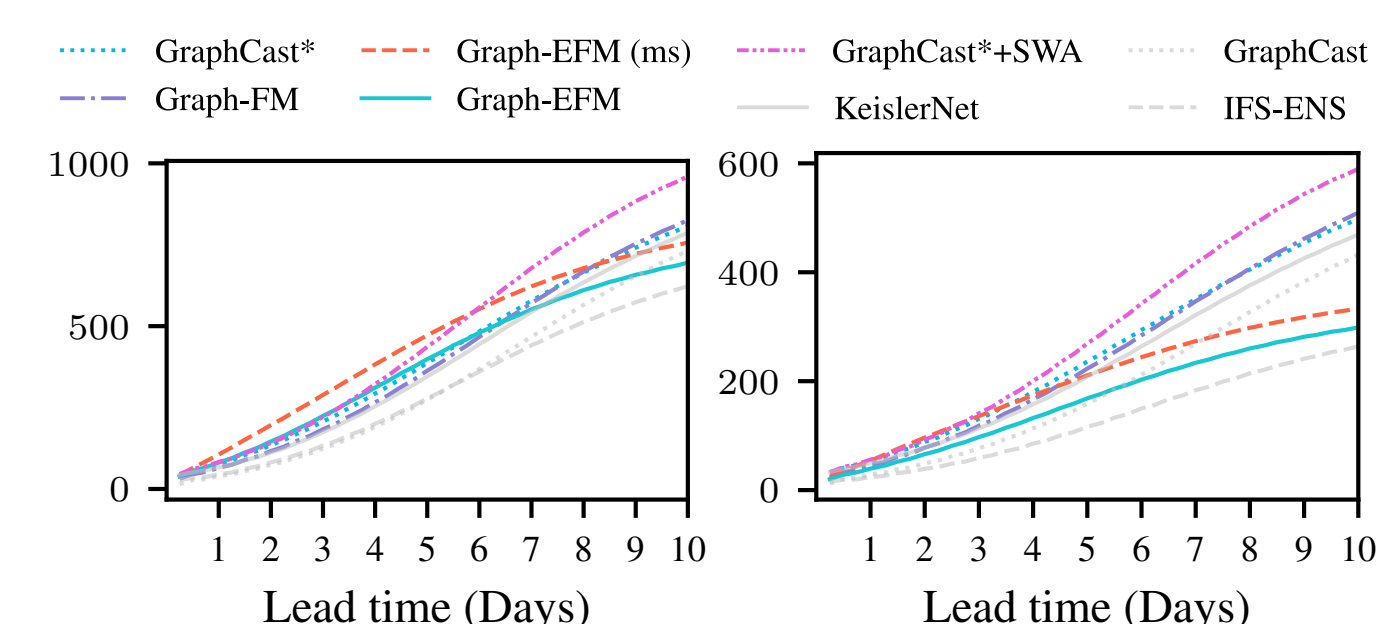 GraphCast* Graph-EFM (ms) GraphCast*+SWA GraphCast
Graph-FM Graph-EFM KeislerNet IFS-ENS
1000 600
400
500
200
0 0
1 2 3 4 5 6 7 8 9 10 1 2 3 4 5 6 7 8 9 10
Lead time (Days) Lead time (Days)